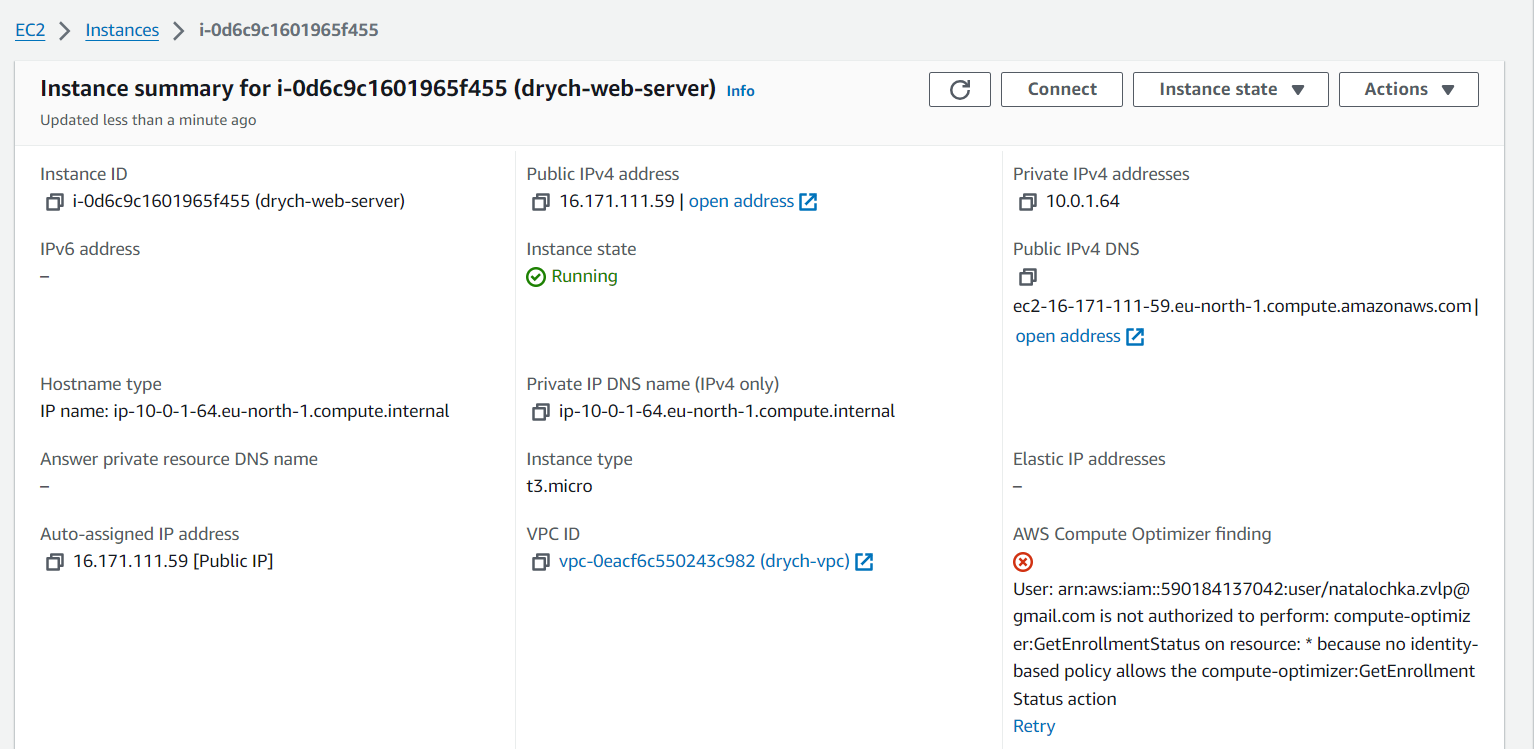 EC2 > Instances > i-0d6c9c1601965f455
Instance summary for i-0d6c9c1601965f455 (drych-web-server) Info
Updated less than a minute ago
Connect
Instance state
Actions
Instance ID
i-0d6c9c1601965f455 (drych-web-server)
Public IPv4 address
16.171.111.59 | open address
Private IPv4 addresses
10.0.1.64
IPv6 address
–
Instance state
Running
Public IPv4 DNS
ec2-16-171-111-59.eu-north-1.compute.amazonaws.com |
open address
Hostname type
IP name: ip-10-0-1-64.eu-north-1.compute.internal
Private IP DNS name (IPv4 only)
ip-10-0-1-64.eu-north-1.compute.internal
Answer private resource DNS name
–
Instance type
t3.micro
Elastic IP addresses
–
Auto-assigned IP address
16.171.111.59 [Public IP]
VPC ID
vpc-0eacf6c550243c982 (drych-vpc)
AWS Compute Optimizer finding
User: arn:aws:iam::590184137042:user/natalochka.zvlp@
gmail.com is not authorized to perform: compute-optimiz
er:GetEnrollmentStatus on resource: * because no identity-
based policy allows the compute-optimizer:GetEnrollment
Status action
Retry